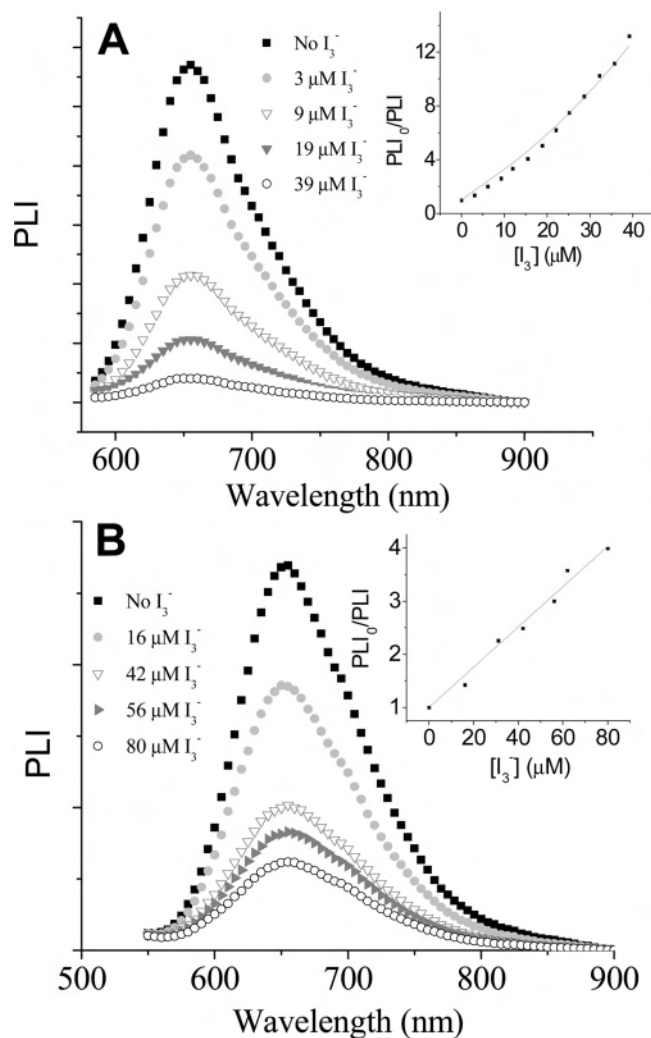 A
No I₃⁻
3 μM I₃⁻
9 μM I₃⁻
19 μM I₃⁻
39 μM I₃⁻
PLI
600 700 800 900
Wavelength (nm)
PLI₀/PLI
12
8
4
0
0 10 20 30 40
[I₃⁻] (μM)
B
No I₃⁻
16 μM I₃⁻
42 μM I₃⁻
56 μM I₃⁻
80 μM I₃⁻
PLI
500 600 700 800 900
Wavelength (nm)
PLI₀/PLI
4
3
2
1
0 20 40 60 80
[I₃⁻] (μM)